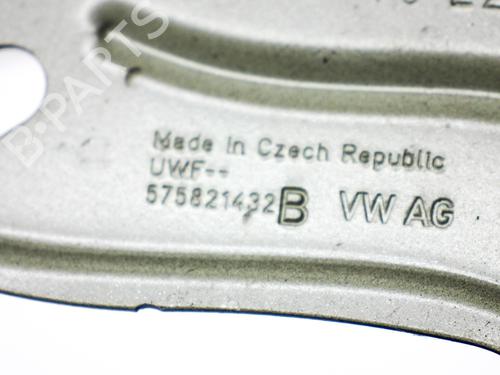 B-PARTS
Made in Czech Republic
UWF--
575821432B VW AG